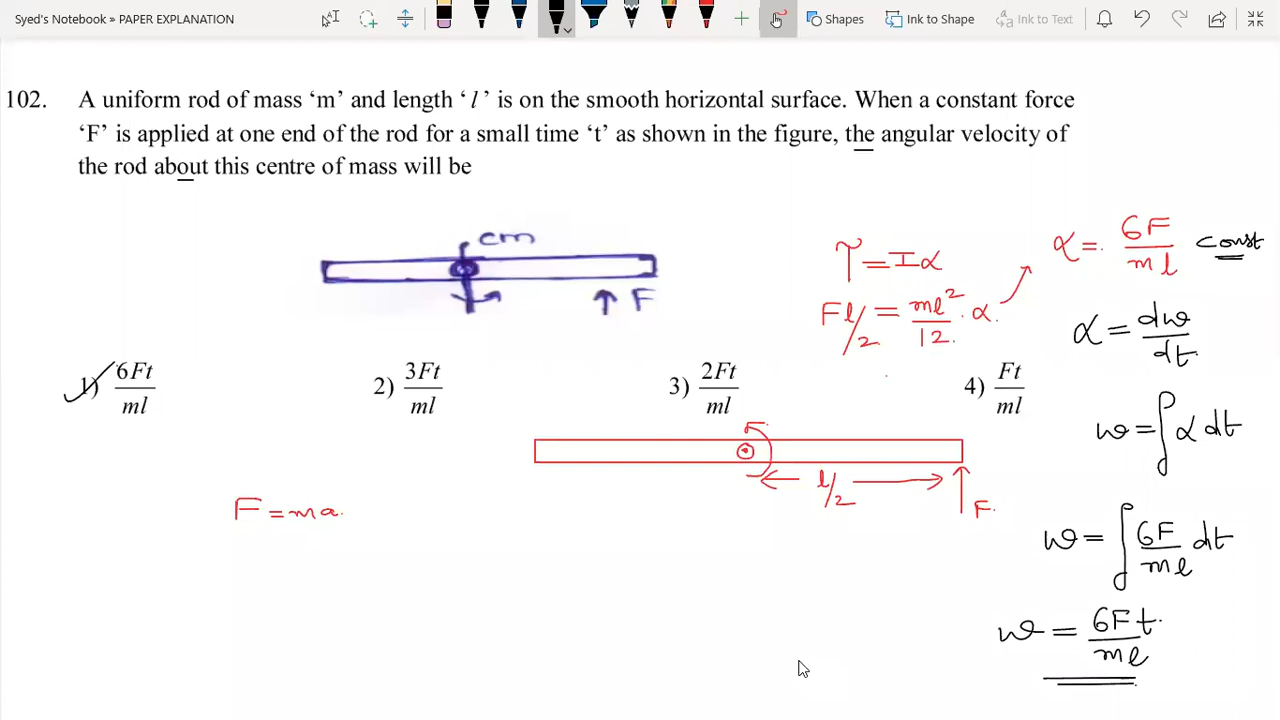 Syed's Notebook » PAPER EXPLANATION
Shapes
Ink to Shape
Ink to Text
102. A uniform rod of mass ‘m’ and length ‘l’ is on the smooth horizontal surface. When a constant force
‘F’ is applied at one end of the rod for a small time ‘t’ as shown in the figure, the angular velocity of
the rod about this centre of mass will be
cm
F
τ = Iα
Fl/2 = ml²/12 . α
α = 6F/ml const
α = dω/dt
1) 6Ft/ml
2) 3Ft/ml
3) 2Ft/ml
4) Ft/ml
ω = ∫ α dt
l/2
F
F = ma
ω = ∫ 6F/ml dt
ω = 6Ft/ml